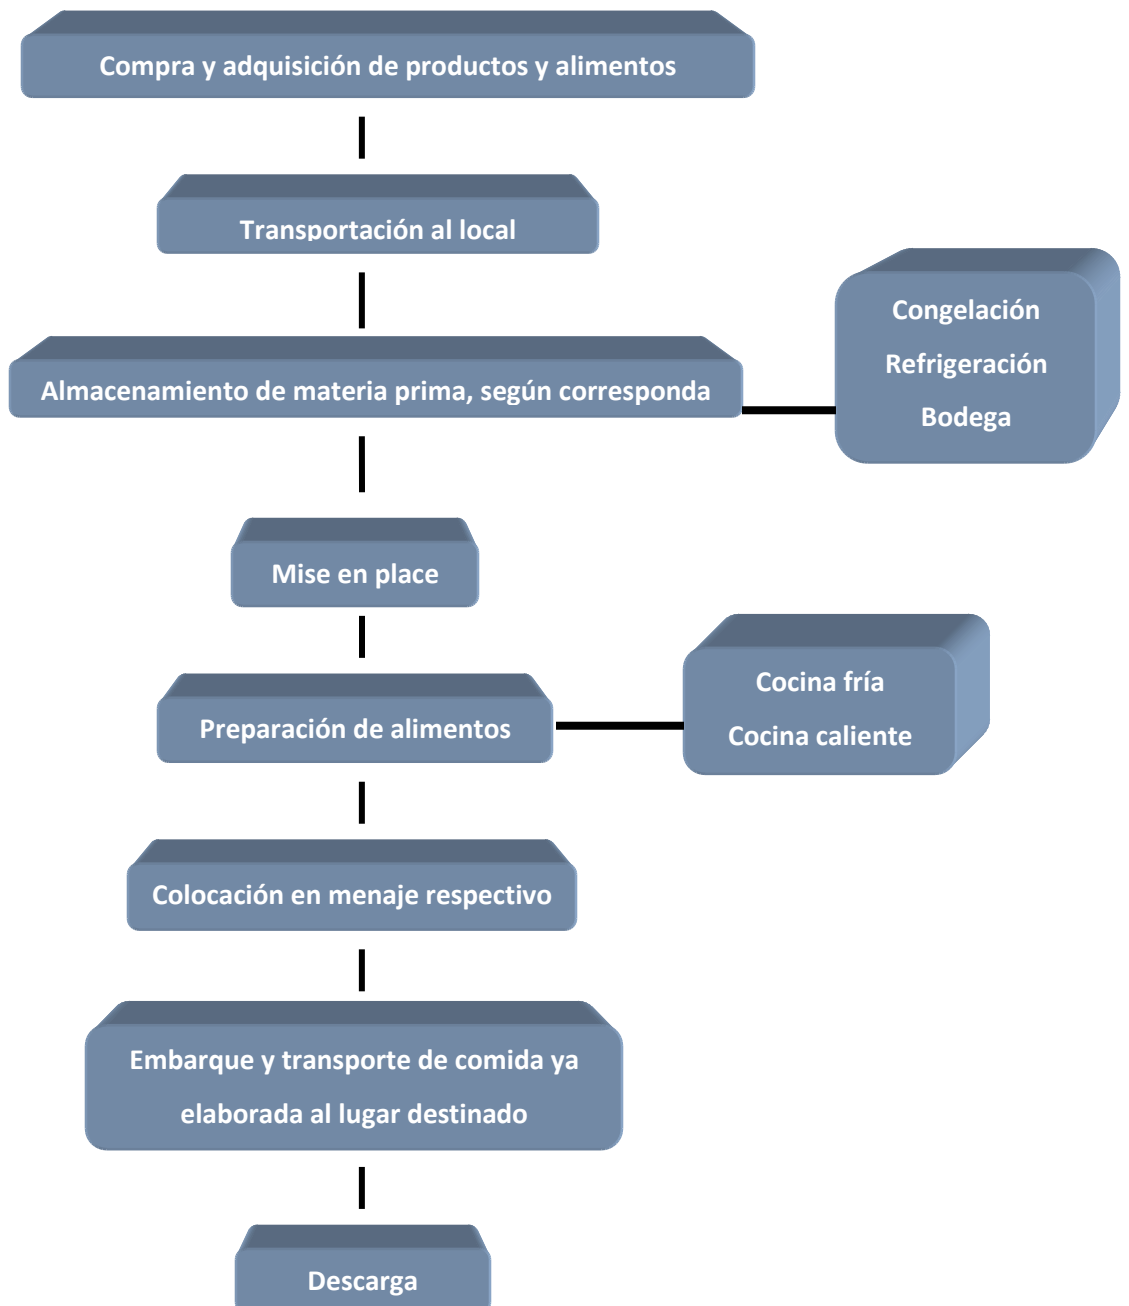 Compra y adquisición de productos y alimentos
Transportación al local
Congelación
Refrigeración
Bodega
Almacenamiento de materia prima, según corresponda
Mise en place
Cocina fría
Cocina caliente
Preparación de alimentos
Colocación en menaje respectivo
Embarque y transporte de comida ya
elaborada al lugar destinado
Descarga